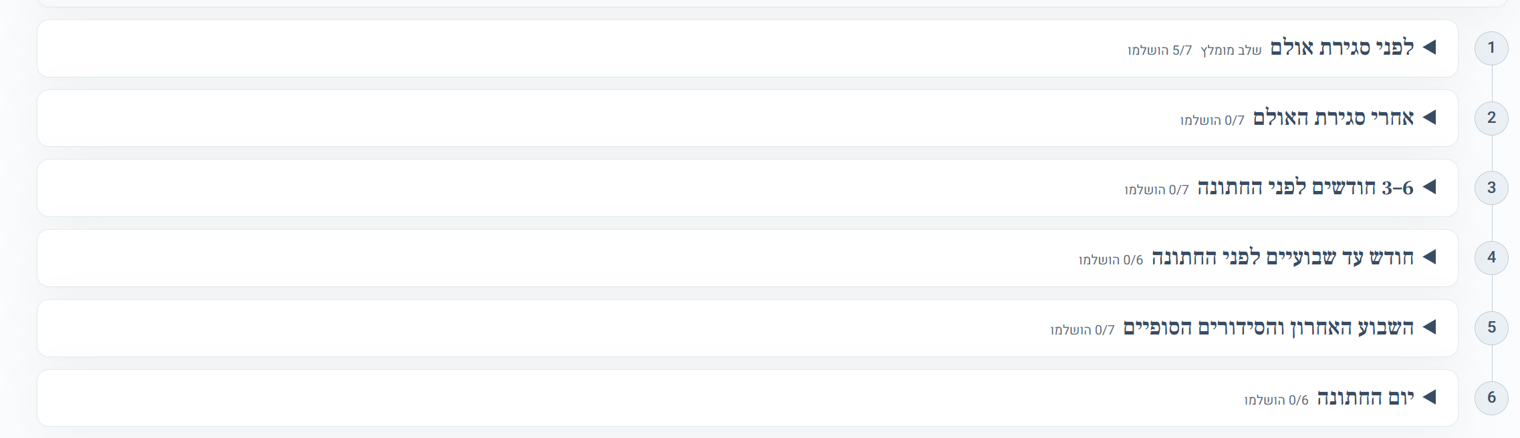 1 לפני סגירת אולם שלב מומלץ 5/7 הושלמו
2 אחרי סגירת האולם 0/7 הושלמו
3 3–6 חודשים לפני החתונה 0/7 הושלמו
4 חודש עד שבועיים לפני החתונה 0/6 הושלמו
5 השבוע האחרון והסידורים הסופיים 0/7 הושלמו
6 יום החתונה 0/6 הושלמו